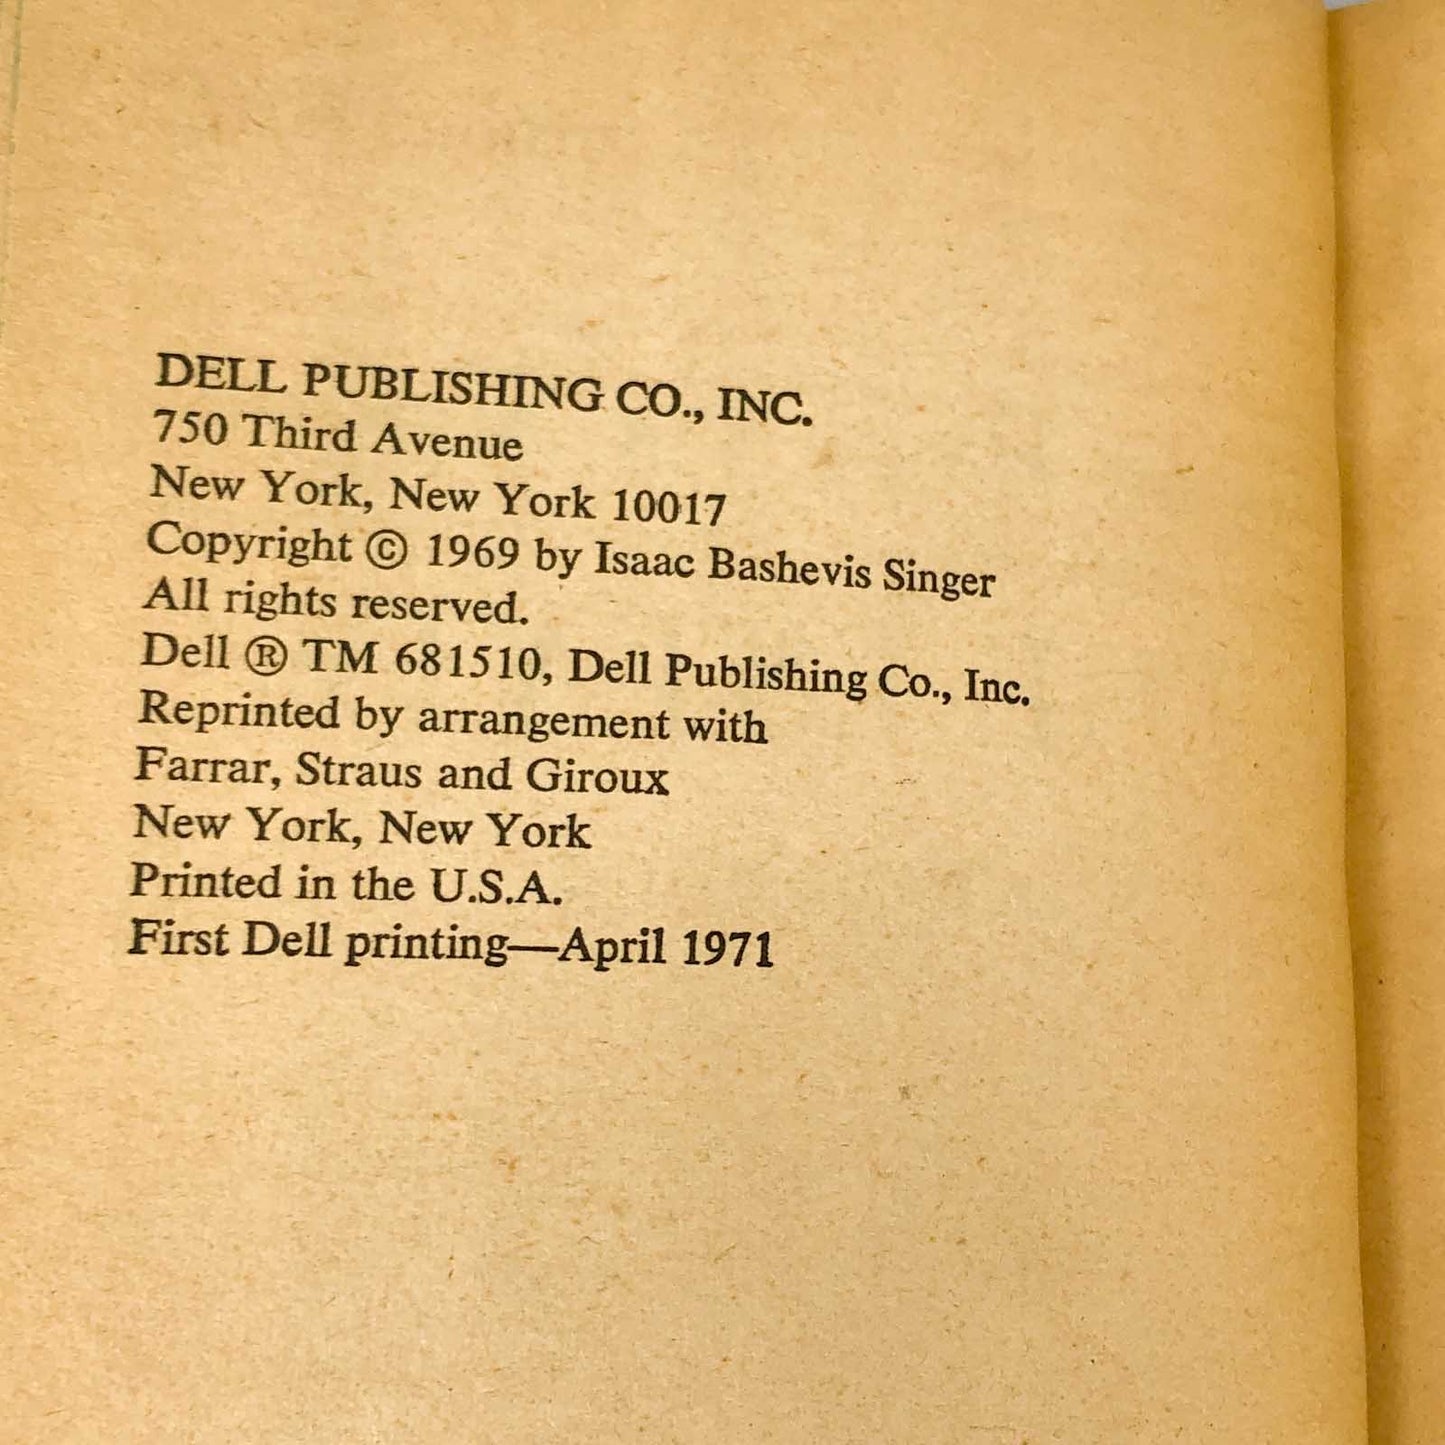 DELL PUBLISHING CO., INC.
750 Third Avenue
New York, New York 10017
Copyright © 1969 by Isaac Bashevis Singer
All rights reserved.
Dell ® TM 681510, Dell Publishing Co., Inc.
Reprinted by arrangement with
Farrar, Straus and Giroux
New York, New York
Printed in the U.S.A.
First Dell printing—April 1971